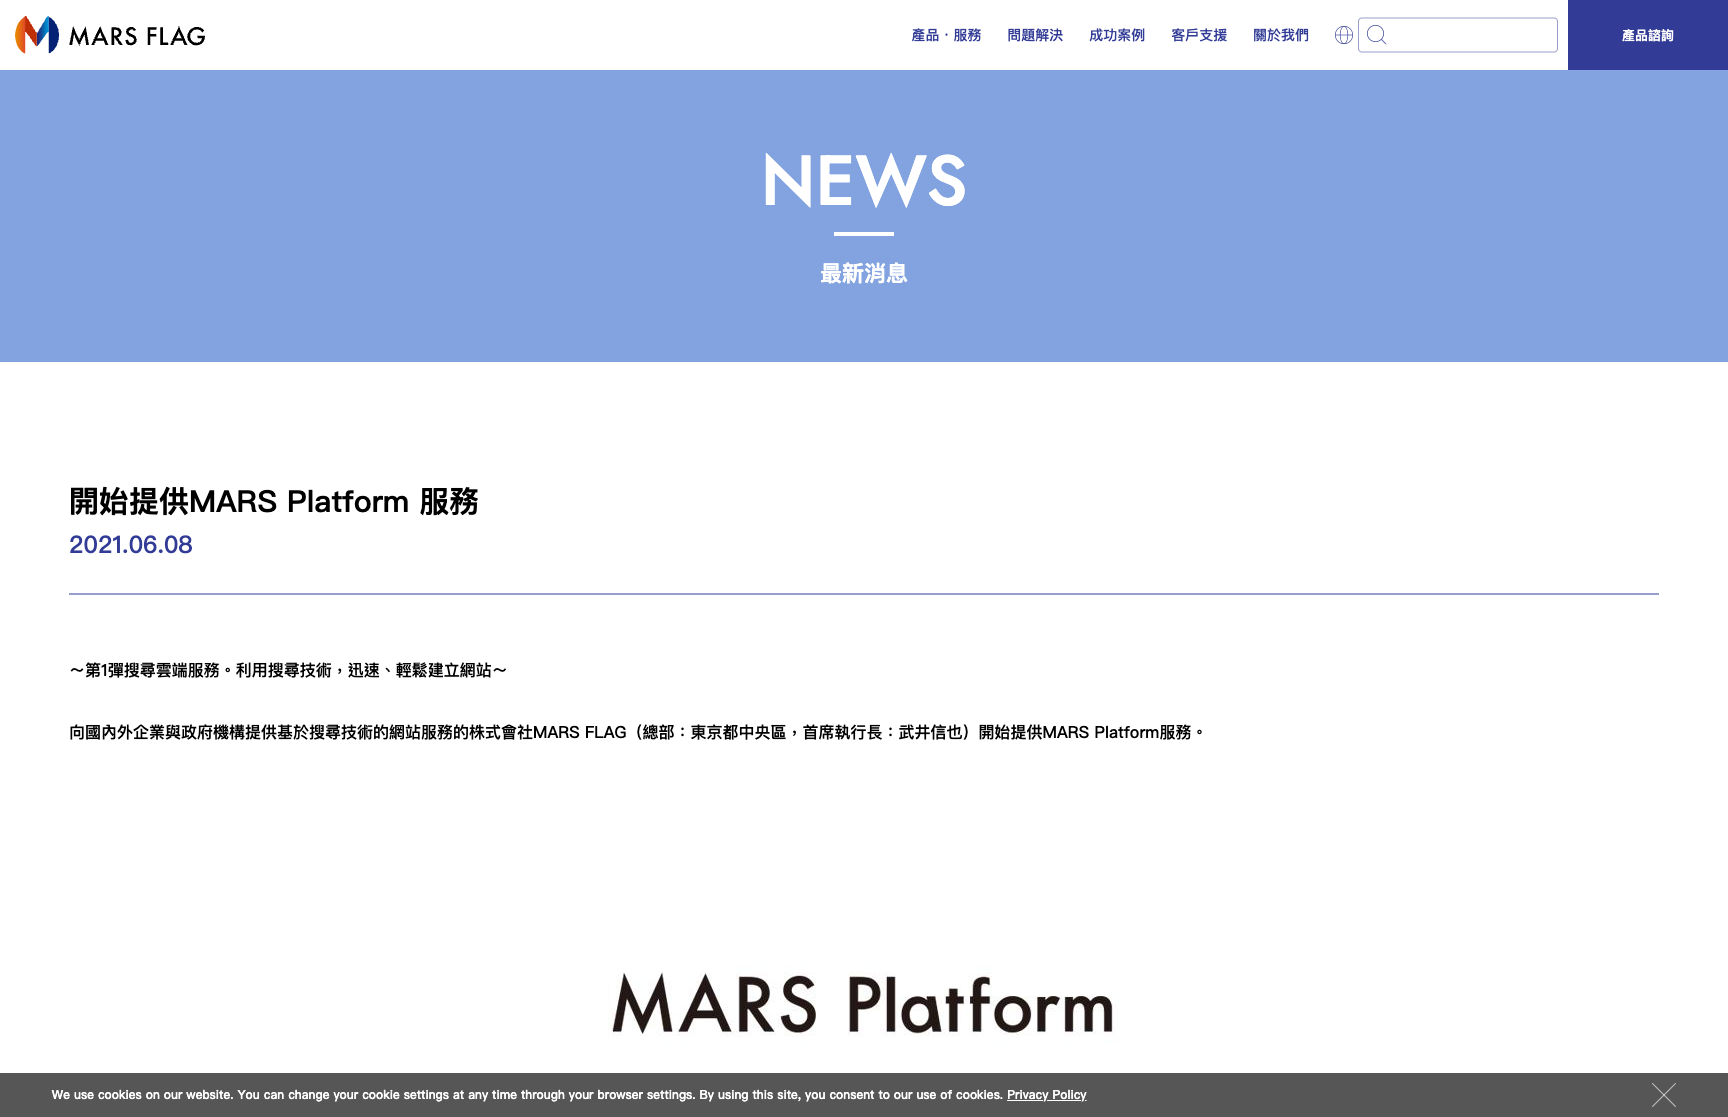 MARS FLAG
產品・服務
問題解決
成功案例
客戶支援
關於我們
產品諮詢
NEWS
最新消息
開始提供MARS Platform 服務
2021.06.08
～第1彈搜尋雲端服務。利用搜尋技術，迅速、輕鬆建立網站～
向國內外企業與政府機構提供基於搜尋技術的網站服務的株式會社MARS FLAG（總部：東京都中央區，首席執行長：武井信也）開始提供MARS Platform服務。
MARS Platform
We use cookies on our website. You can change your cookie settings at any time through your browser settings. By using this site, you consent to our use of cookies. Privacy Policy